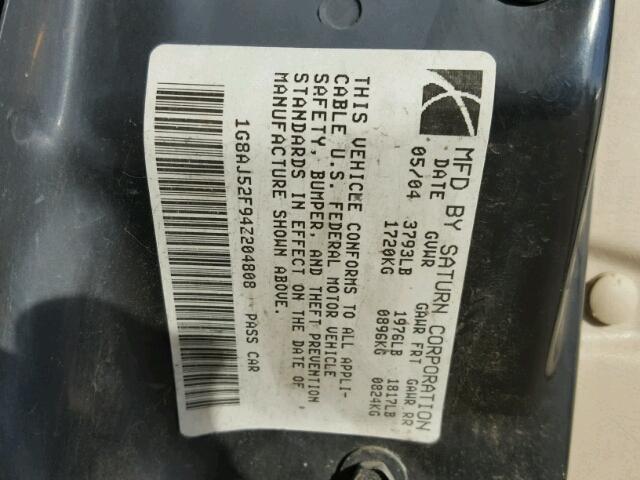 MFD BY SATURN CORPORATION
DATE GVWR GAWR FRT GAWR RR
05/04 3793LB 1976LB 1817LB
1720KG 0896KG 0824KG
THIS VEHICLE CONFORMS TO ALL APPLI-
CABLE U.S. FEDERAL MOTOR VEHICLE
SAFETY, BUMPER, AND THEFT PREVENTION
STANDARDS IN EFFECT ON THE DATE OF
MANUFACTURE SHOWN ABOVE.
1G8AJ52F94Z204808 PASS CAR